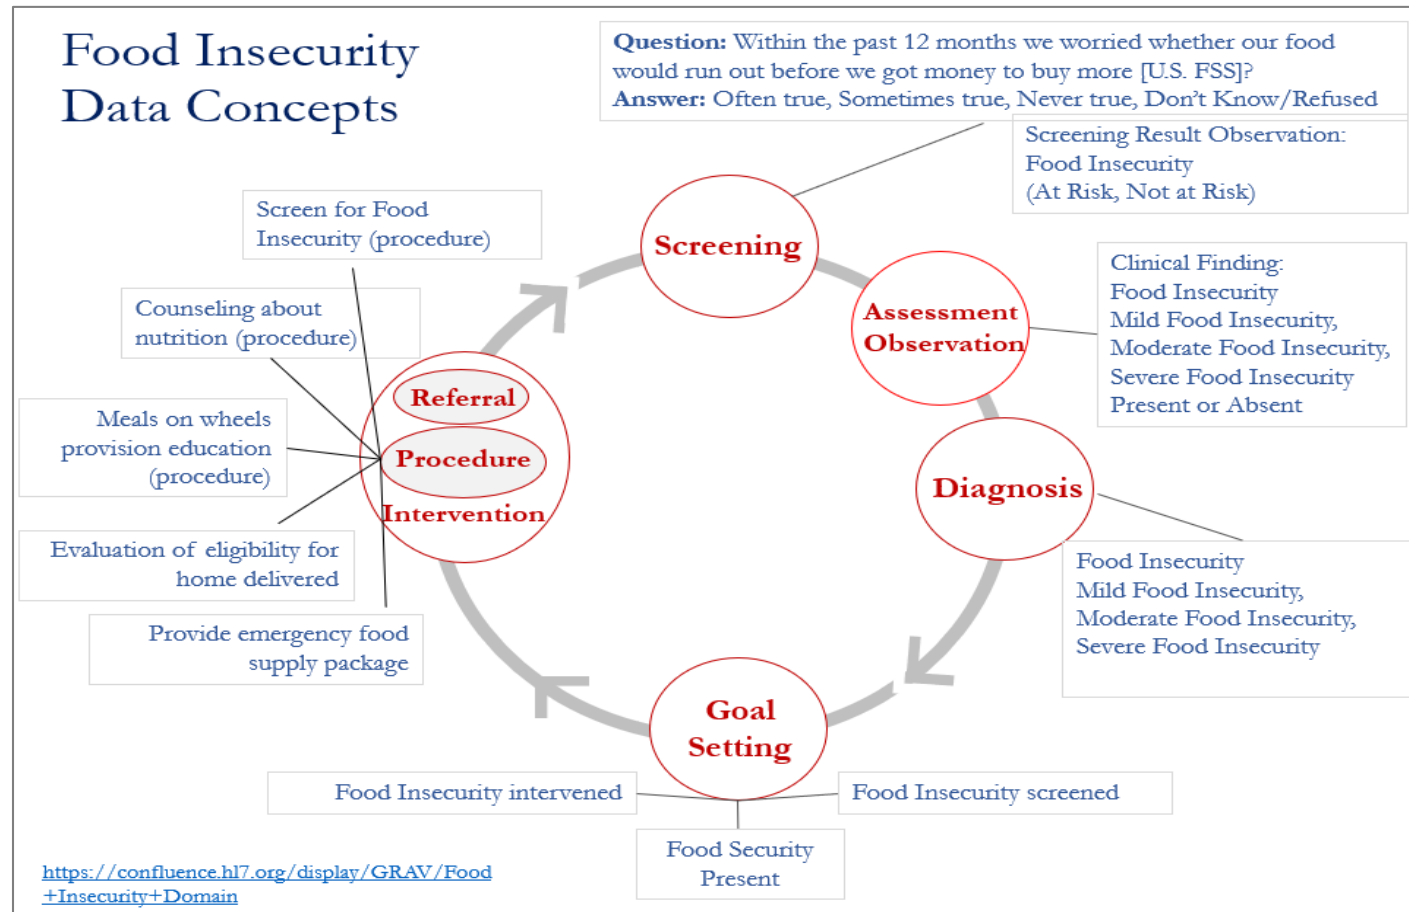 Food Insecurity
Data Concepts
Question: Within the past 12 months we worried whether our food
would run out before we got money to buy more [U.S. FSS]?
Answer: Often true, Sometimes true, Never true, Don't Know/Refused
Screening Result Observation:
Food Insecurity
(At Risk, Not at Risk)
Screening
Assessment
Observation
Clinical Finding:
Food Insecurity
Mild Food Insecurity,
Moderate Food Insecurity,
Severe Food Insecurity
Present or Absent
Diagnosis
Food Insecurity
Mild Food Insecurity,
Moderate Food Insecurity,
Severe Food Insecurity
Goal
Setting
Food Insecurity intervened
Food Security
Present
Food Insecurity screened
Referral
Procedure
Intervention
Screen for Food
Insecurity (procedure)
Counseling about
nutrition (procedure)
Meals on wheels
provision education
(procedure)
Evaluation of eligibility for
home delivered
Provide emergency food
supply package
https://confluence.hl7.org/display/GRAV/Food
+Insecurity+Domain